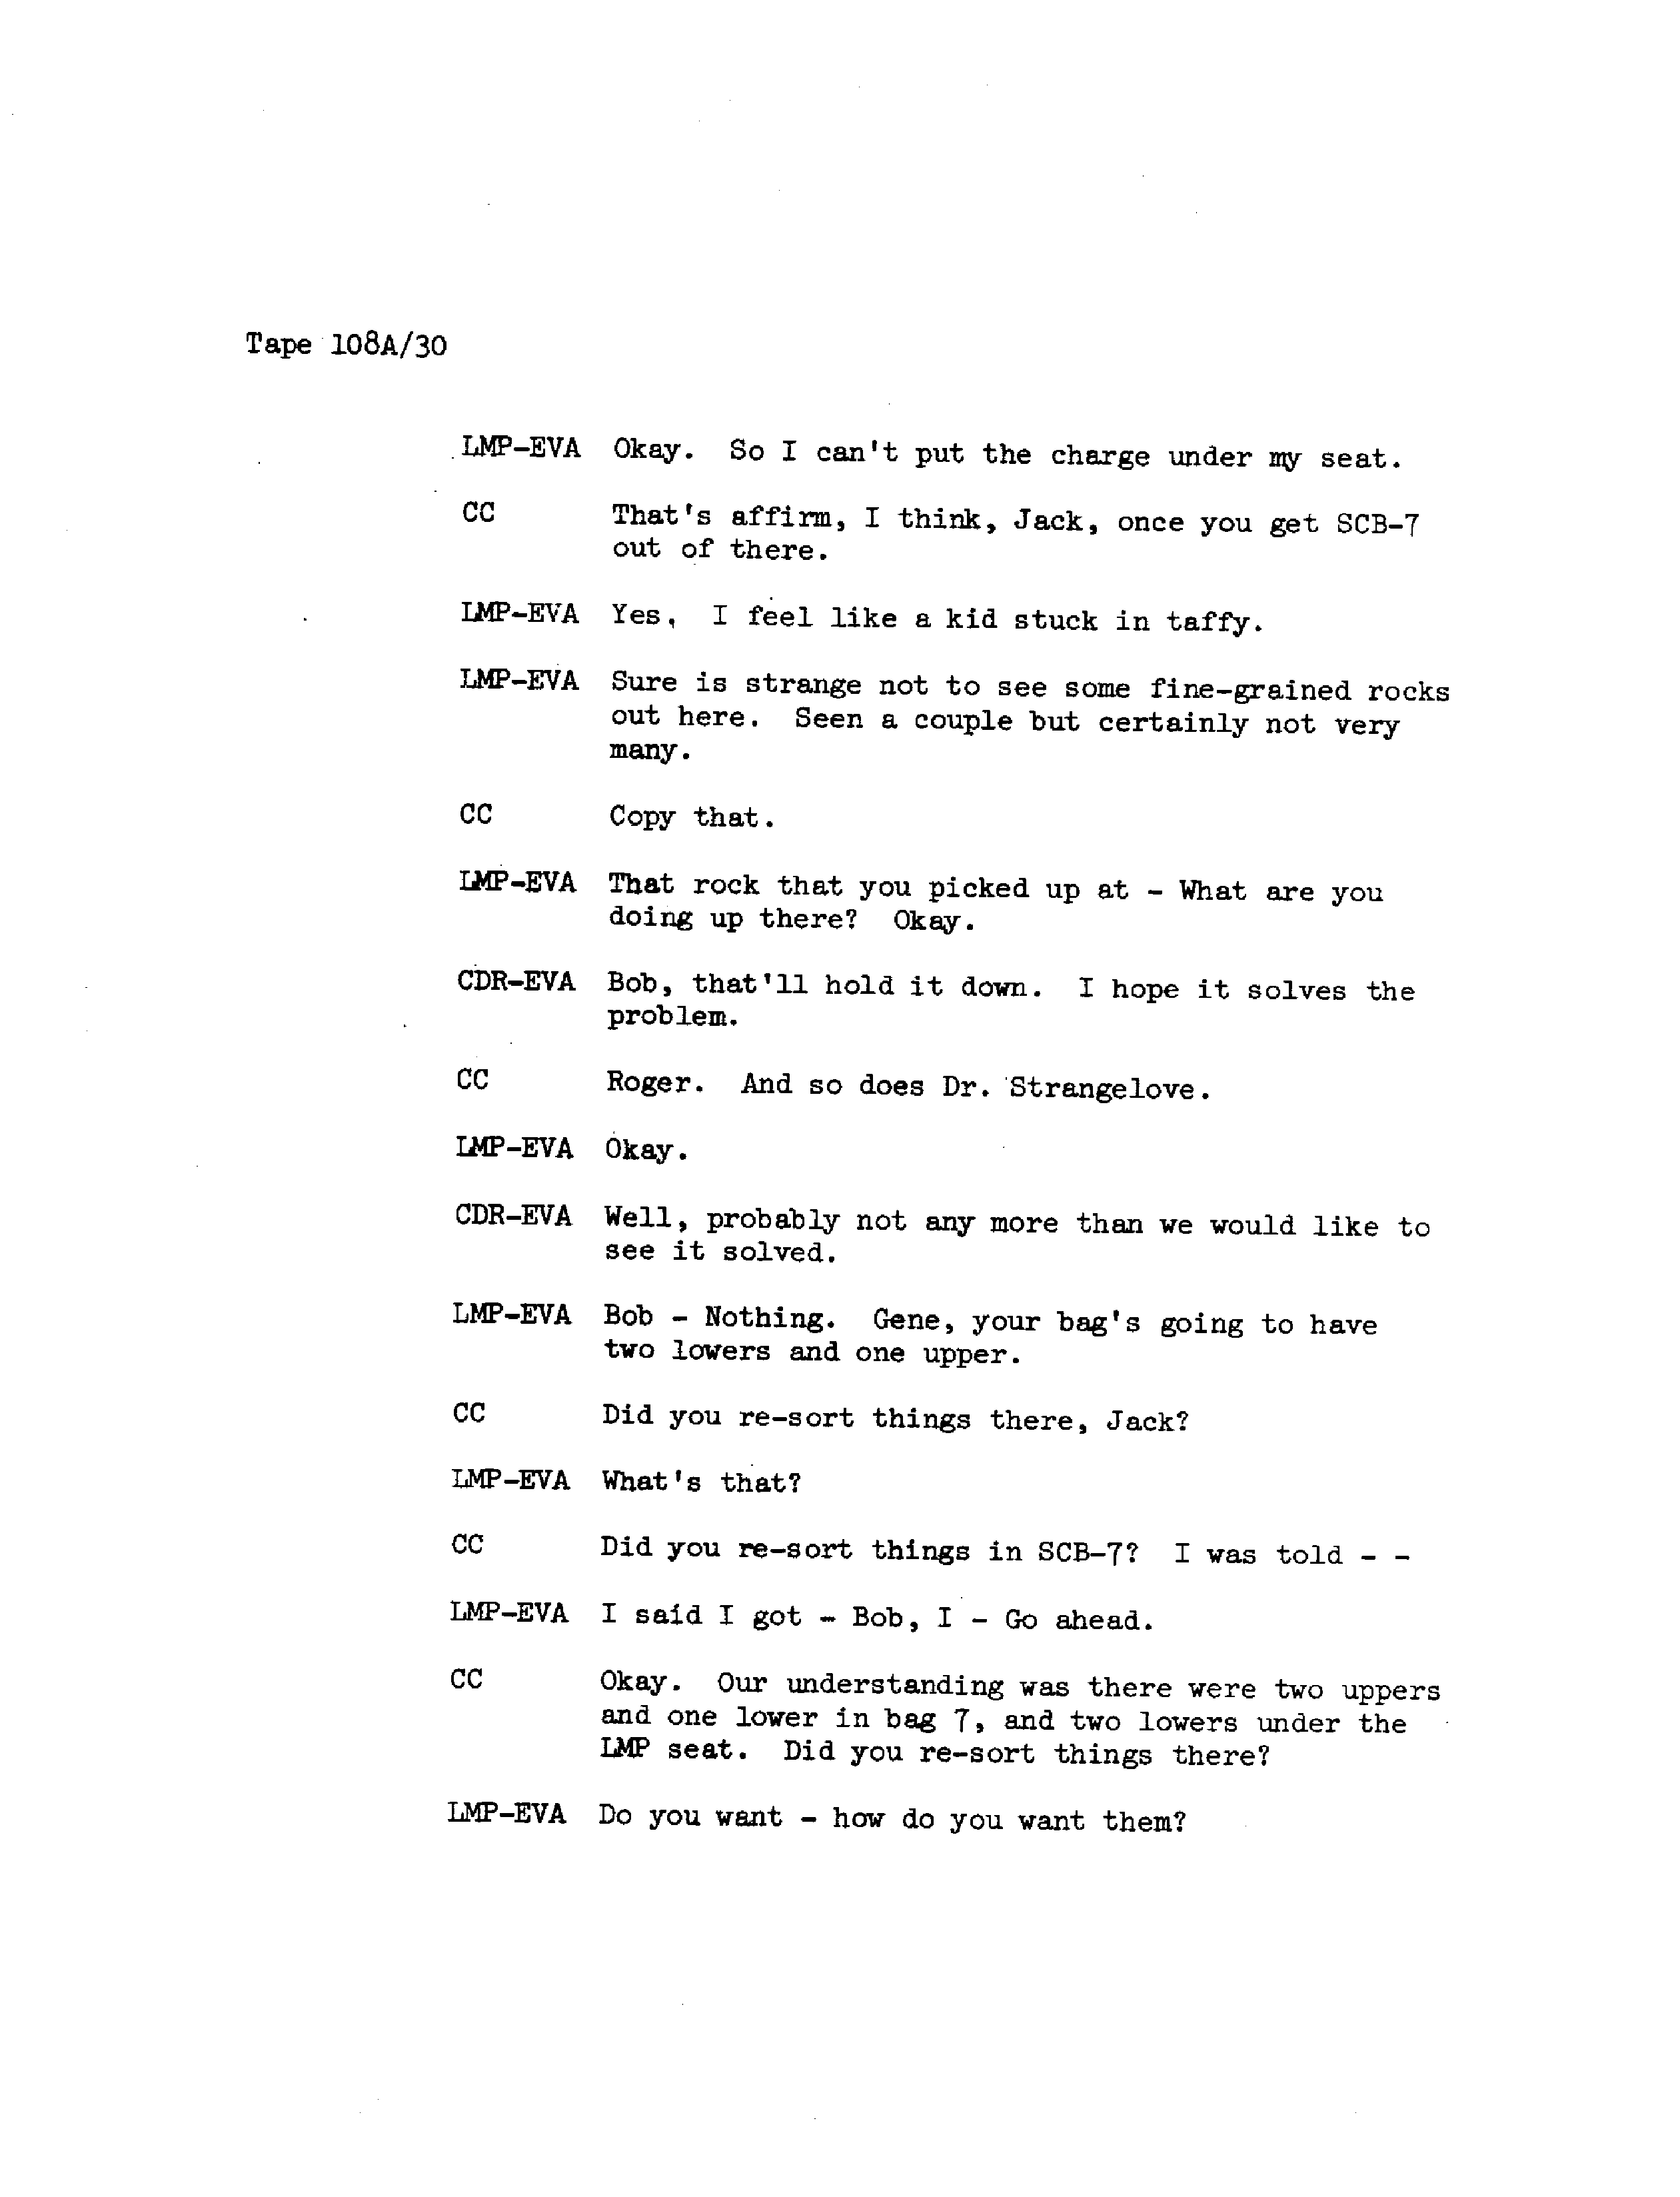 Tape 108A/30
LMP-EVA Okay. So I can't put the charge under my seat.
CC That's affirm, I think, Jack, once you get SCB-7
out of there.
LMP-EVA Yes, I feel like a kid stuck in taffy.
LMP-EVA Sure is strange not to see some fine-grained rocks
out here. Seen a couple but certainly not very
many.
CC Copy that.
LMP-EVA That rock that you picked up at - What are you
doing up there? Okay.
CDR-EVA Bob, that'll hold it down. I hope it solves the
problem.
CC Roger. And so does Dr. Strangelove.
LMP-EVA Okay.
CDR-EVA Well, probably not any more than we would like to
see it solved.
LMP-EVA Bob - Nothing. Gene, your bag's going to have
two lowers and one upper.
CC Did you re-sort things there, Jack?
LMP-EVA What's that?
CC Did you re-sort things in SCB-7? I was told - -
LMP-EVA I said I got - Bob, I - Go ahead.
CC Okay. Our understanding was there were two uppers
and one lower in bag 7, and two lowers under the
LMP seat. Did you re-sort things there?
LMP-EVA Do you want - how do you want them?